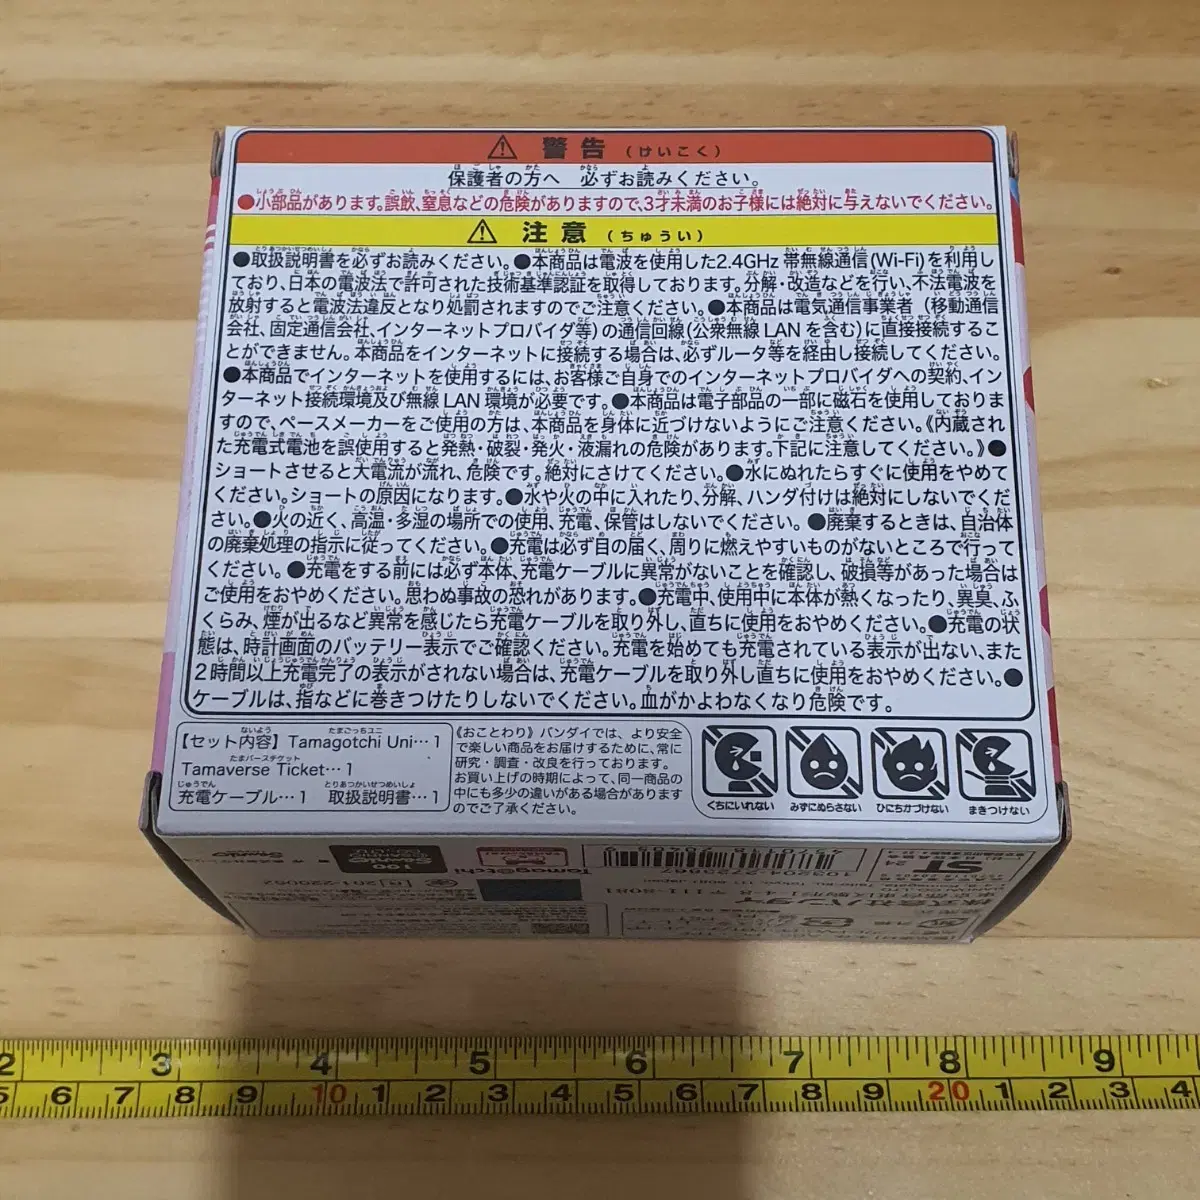 警告（けいこく）
保護者の方へ 必ずお読みください。
●小部品があります。誤飲、窒息などの危険がありますので、3才未満のお子様には絶対に与えないでください。
注意（ちゅうい）
●取扱説明書を必ずお読みください。●本商品は電波を使用した2.4GHz 帯無線通信(Wi-Fi)を利用し
ており、日本の電波法で許可された技術基準認証を取得しております。分解・改造などを行い、不法電波を
放射すると電波法違反となり処罰されますのでご注意ください。●本商品は電気通信事業者（移動通信
会社、固定通信会社、インターネットプロバイダ等)の通信回線(公衆無線 LAN を含む)に直接接続するこ
とができません。本商品をインターネットに接続する場合は、必ずルータ等を経由し接続してください。
●本商品でインターネットを使用するには、お客様ご自身でのインターネットプロバイダへの契約、イン
ターネット接続環境及び無線 LAN 環境が必要です。●本商品は電子部品の一部に磁石を使用しておりま
すので、ペースメーカーをご使用の方は、本商品を身体に近づけないようにご注意ください。《内蔵され
た充電式電池を誤使用すると発熱・破裂・発火・液漏れの危険があります。下記に注意してください。》●
ショートさせると大電流が流れ、危険です。絶対にさけてください。●水にぬれたらすぐに使用をやめて
ください。ショートの原因になります。●水や火の中に入れたり、分解、ハンダ付けは絶対にしないでくだ
さい。●火の近く、高温・多湿の場所での使用、充電、保管はしないでください。●廃棄するときは、自治体
の廃棄処理の指示に従ってください。●充電は必ず目の届く、周りに燃えやすいものがないところで行って
ください。●充電をする前には必ず本体、充電ケーブルに異常がないことを確認し、破損等があった場合は
ご使用をおやめください。思わぬ事故の恐れがあります。●充電中、使用中に本体が熱くなったり、異臭、ふ
くらみ、煙が出るなど異常を感じたら充電ケーブルを取り外し、直ちに使用をおやめください。●充電の状
態は、時計画面のバッテリー表示でご確認ください。充電を始めても充電されている表示が出ない、また
2時間以上充電完了の表示がされない場合は、充電ケーブルを取り外し直ちに使用をおやめください。●
ケーブルは、指などに巻きつけたりしないでください。血がかよわなくなり危険です。
【セット内容】Tamagotchi Uni…1
Tamaverse Ticket…1
充電ケーブル…1 取扱説明書…1
《おことわり》バンダイでは、より安全
で楽しい商品をお届けするために、常に
研究・調査・改良を行っております。
お買い上げの時期によって、同一商品の
中にも多少の違いがある場合があります
のでご了承ください。
くちにいれない みずにぬらさない ひにちかづけない まきつけない
Tamagotchi
103204-2723867
株式会社バンダイ
2 3 4 5 6 7 8 9
5 6 7 8 9 10 11 12 13 14 15 16 17 18 19 20 21 22 23 24